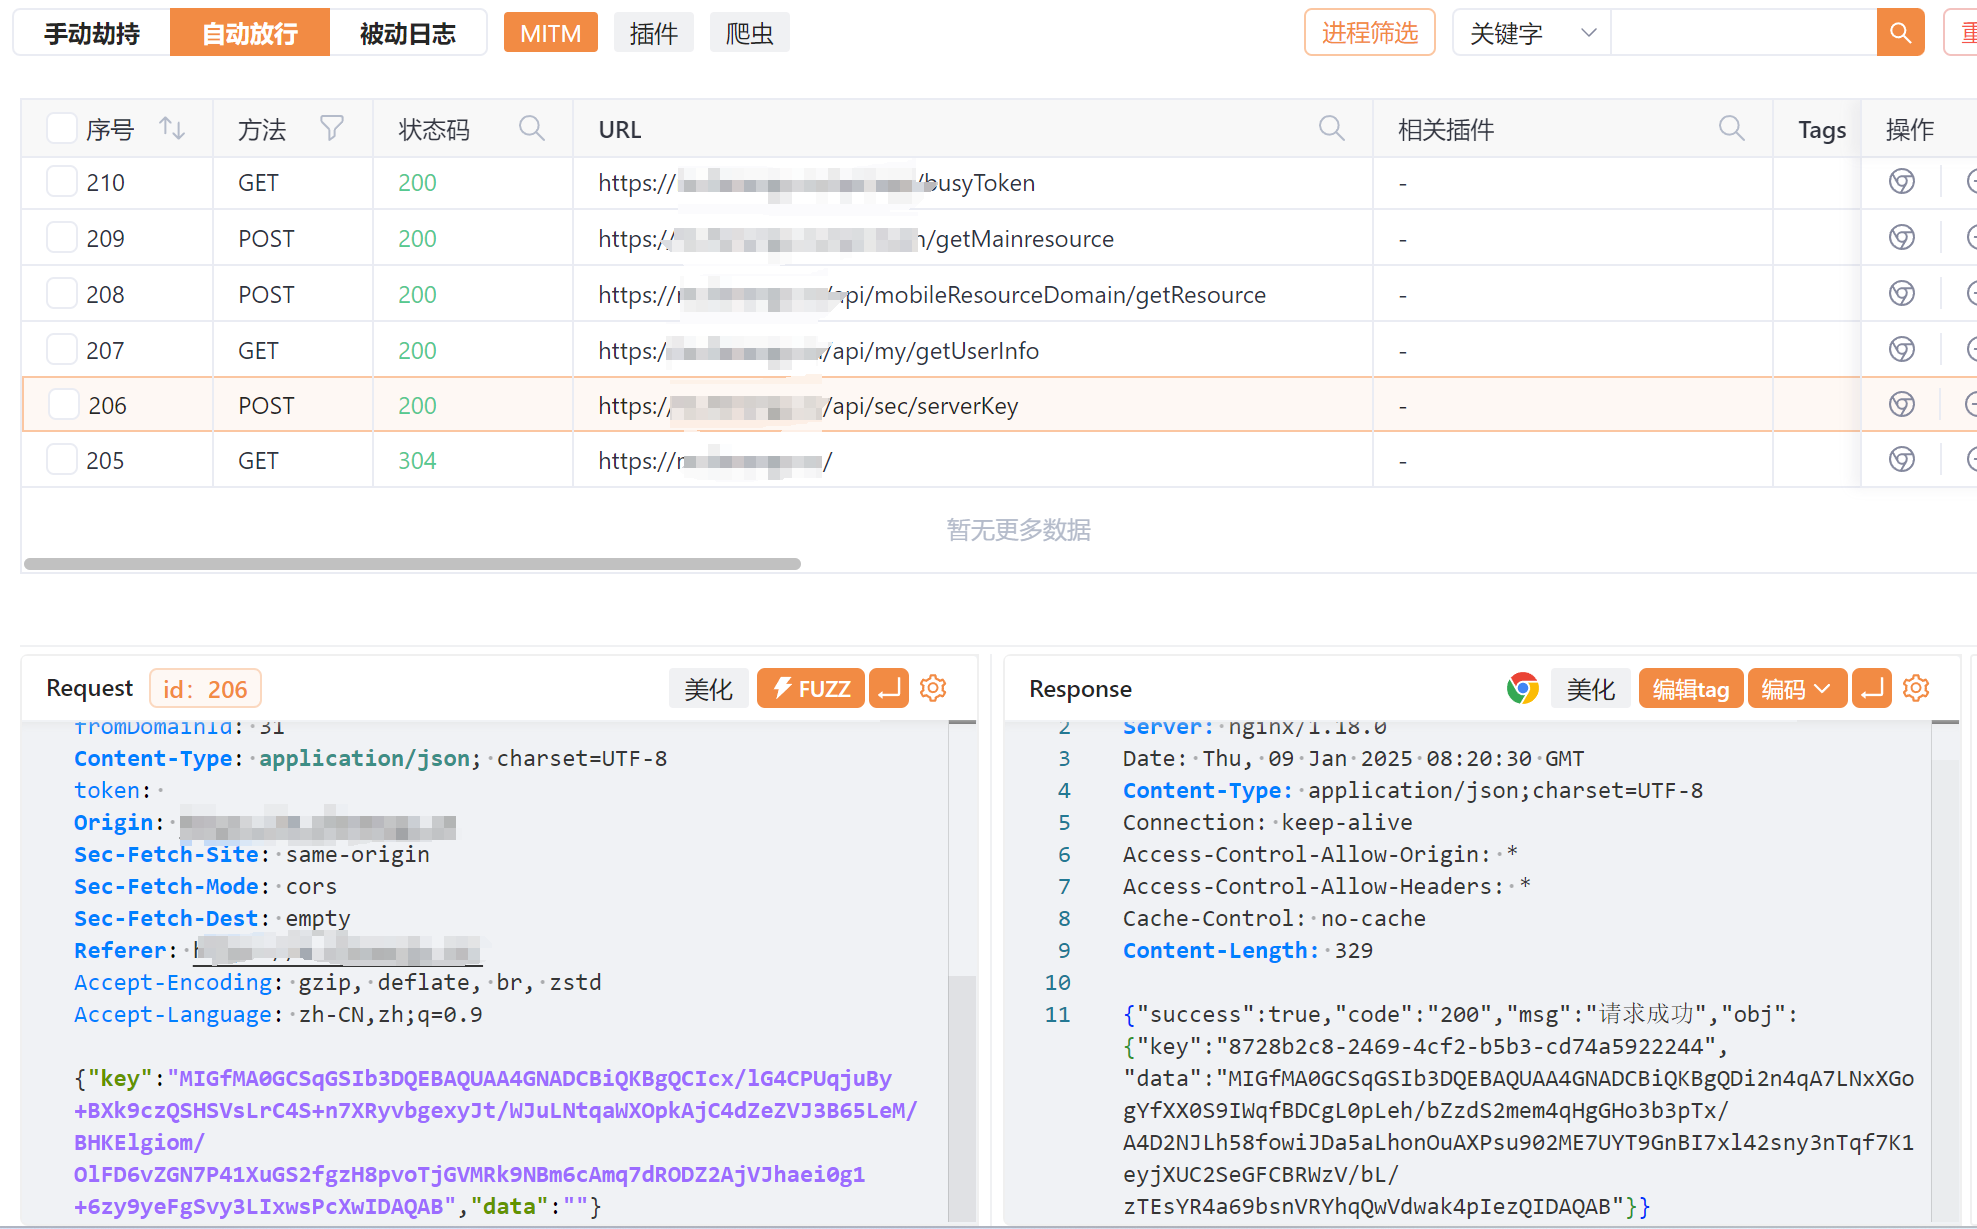 手动劫持 自动放行 被动日志 MITM 插件 爬虫 进程筛选 关键字
序号 方法 状态码 URL 相关插件 Tags 操作
210 GET 200 https:// /busyToken -
209 POST 200 https:// /getMainresource -
208 POST 200 https:// /api/mobileResourceDomain/getResource -
207 GET 200 https:/ /api/my/getUserInfo -
206 POST 200 https:/ /api/sec/serverKey -
205 GET 304 https:// / -
暂无更多数据
Request id: 206 美化 FUZZ
fromDomainId: 31
Content-Type: application/json; charset=UTF-8
token:
Origin:
Sec-Fetch-Site: same-origin
Sec-Fetch-Mode: cors
Sec-Fetch-Dest: empty
Referer:
Accept-Encoding: gzip, deflate, br, zstd
Accept-Language: zh-CN,zh;q=0.9
{"key":"MIGfMA0GCSqGSIb3DQEBAQUAA4GNADCBiQKBgQCIcx/lG4CPUqjuBy
+BXk9czQSHSVsLrC4S+n7XRyvbgexyJt/WJuLNtqaWXOpkAjC4dZeZVJ3B65LeM/
BHKElgiom/
OlFD6vZGN7P41XuGS2fgzH8pvoTjGVMRk9NBm6cAmq7dRODZ2AjVJhaei0g1
+6zy9yeFgSvy3LIxwsPcXwIDAQAB","data":""}
Response 美化 编辑tag 编码
2 Server: nginx/1.18.0
3 Date: Thu, 09 Jan 2025 08:20:30 GMT
4 Content-Type: application/json;charset=UTF-8
5 Connection: keep-alive
6 Access-Control-Allow-Origin: *
7 Access-Control-Allow-Headers: *
8 Cache-Control: no-cache
9 Content-Length: 329
10
11 {"success":true,"code":"200","msg":"请求成功","obj":
{"key":"8728b2c8-2469-4cf2-b5b3-cd74a5922244",
"data":"MIGfMA0GCSqGSIb3DQEBAQUAA4GNADCBiQKBgQDi2n4qA7LNxXGo
gYfXX0S9IWqfBDCgL0pLeh/bZzdS2mem4qHgGHo3b3pTx/
A4D2NJLh58fowiJDa5aLhonOuAXPsu902ME7UYT9GnBI7xl42sny3nTqf7K1
eyjXUC2SeGFCBRWzV/bL/
zTEsYR4a69bsnVRYhqQwVdwak4pIezQIDAQAB"}}